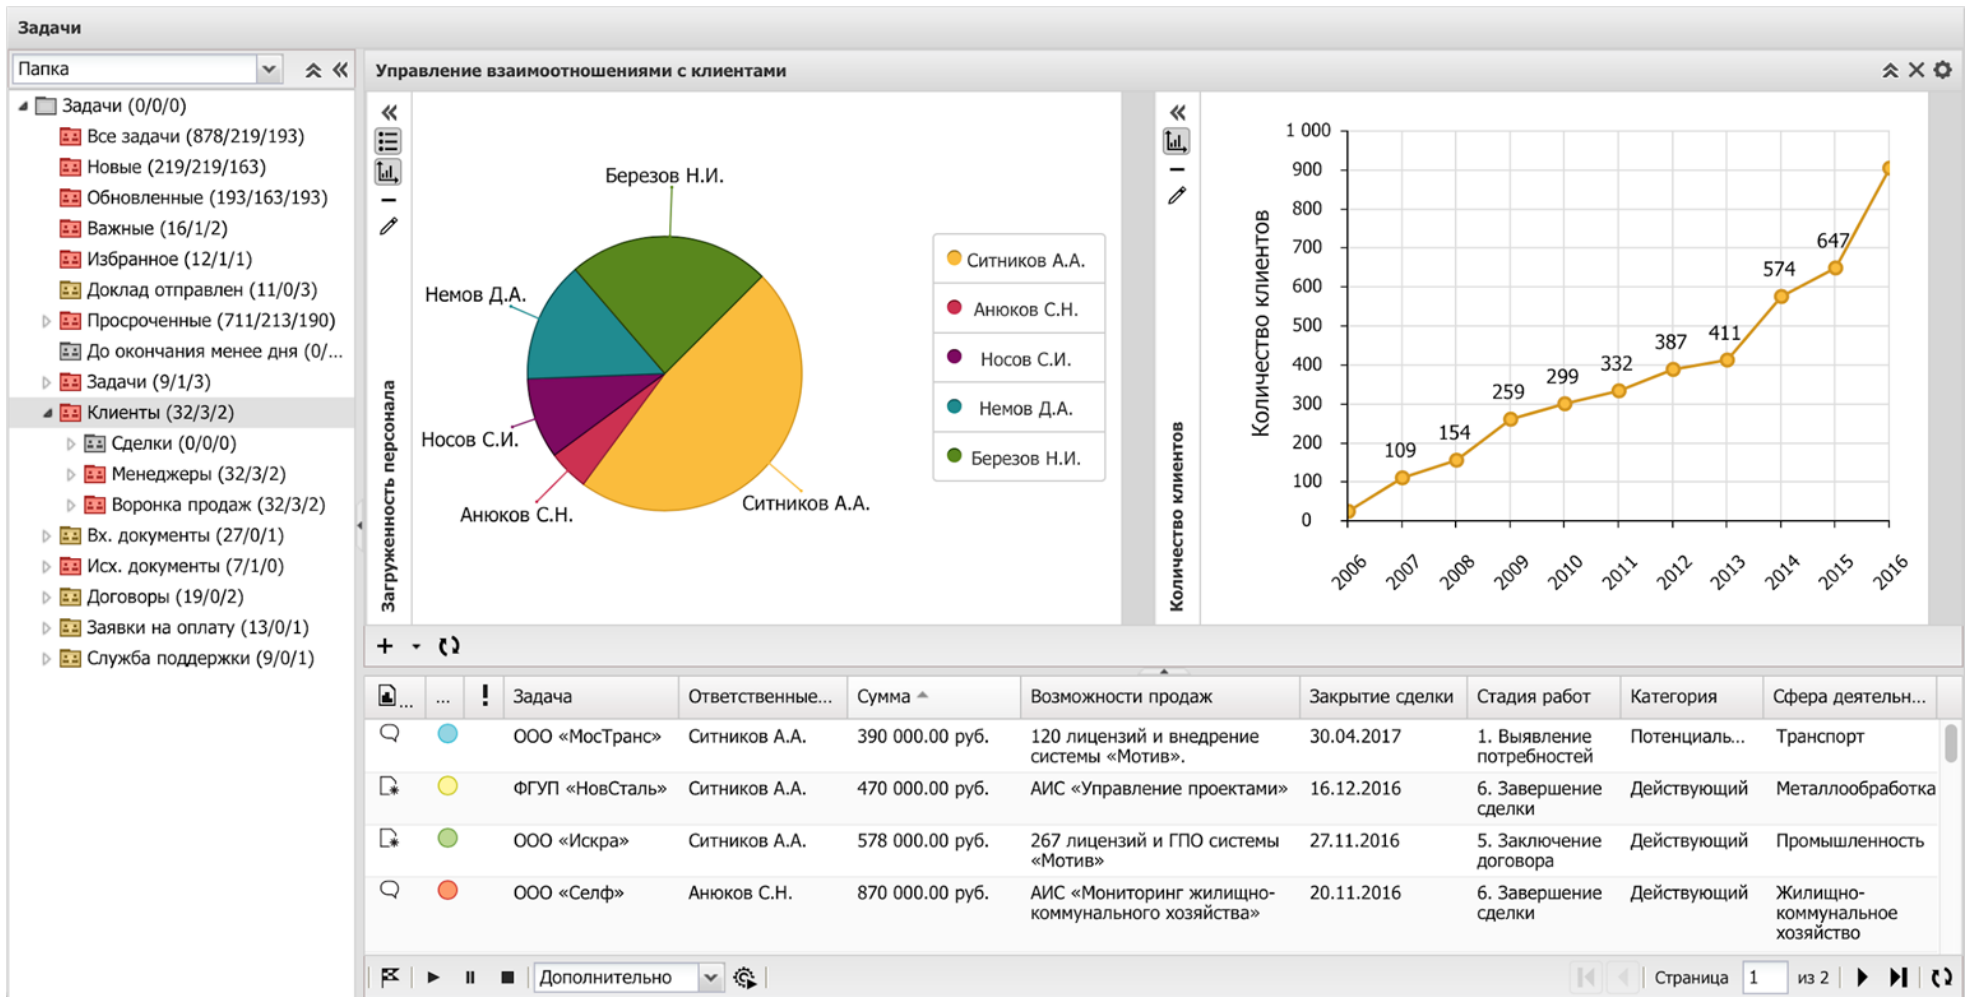 Задачи
Папка
Задачи (0/0/0)
Все задачи (878/219/193)
Новые (219/219/163)
Обновленные (193/163/193)
Важные (16/1/2)
Избранное (12/1/1)
Доклад отправлен (11/0/3)
Просроченные (711/213/190)
До окончания менее дня (0/...
Задачи (9/1/3)
Клиенты (32/3/2)
Сделки (0/0/0)
Менеджеры (32/3/2)
Воронка продаж (32/3/2)
Вх. документы (27/0/1)
Исх. документы (7/1/0)
Договоры (19/0/2)
Заявки на оплату (13/0/1)
Служба поддержки (9/0/1)
Управление взаимоотношениями с клиентами
Загруженность персонала
Березов Н.И.
Немов Д.А.
Носов С.И.
Анюков С.Н.
Ситников А.А.
Ситников А.А.
Анюков С.Н.
Носов С.И.
Немов Д.А.
Березов Н.И.
Количество клиентов
Количество клиентов
1 000
900
800
700
600
500
400
300
200
100
0
109
154
259
299
332
387
411
574
647
2006 2007 2008 2009 2010 2011 2012 2013 2014 2015 2016
... ... ! Задача Ответственные... Сумма Возможности продаж Закрытие сделки Стадия работ Категория Сфера деятельн...
ООО «МосТранс» Ситников А.А. 390 000.00 руб. 120 лицензий и внедрение 30.04.2017 1. Выявление Потенциаль... Транспорт
системы «Мотив». потребностей
ФГУП «НовСталь» Ситников А.А. 470 000.00 руб. АИС «Управление проектами» 16.12.2016 6. Завершение Действующий Металлообработка
сделки
ООО «Искра» Ситников А.А. 578 000.00 руб. 267 лицензий и ГПО системы 27.11.2016 5. Заключение Действующий Промышленность
«Мотив» договора
ООО «Селф» Анюков С.Н. 870 000.00 руб. АИС «Мониторинг жилищно- 20.11.2016 6. Завершение Действующий Жилищно-
коммунального хозяйства» сделки коммунальное
хозяйство
Дополнительно Страница 1 из 2